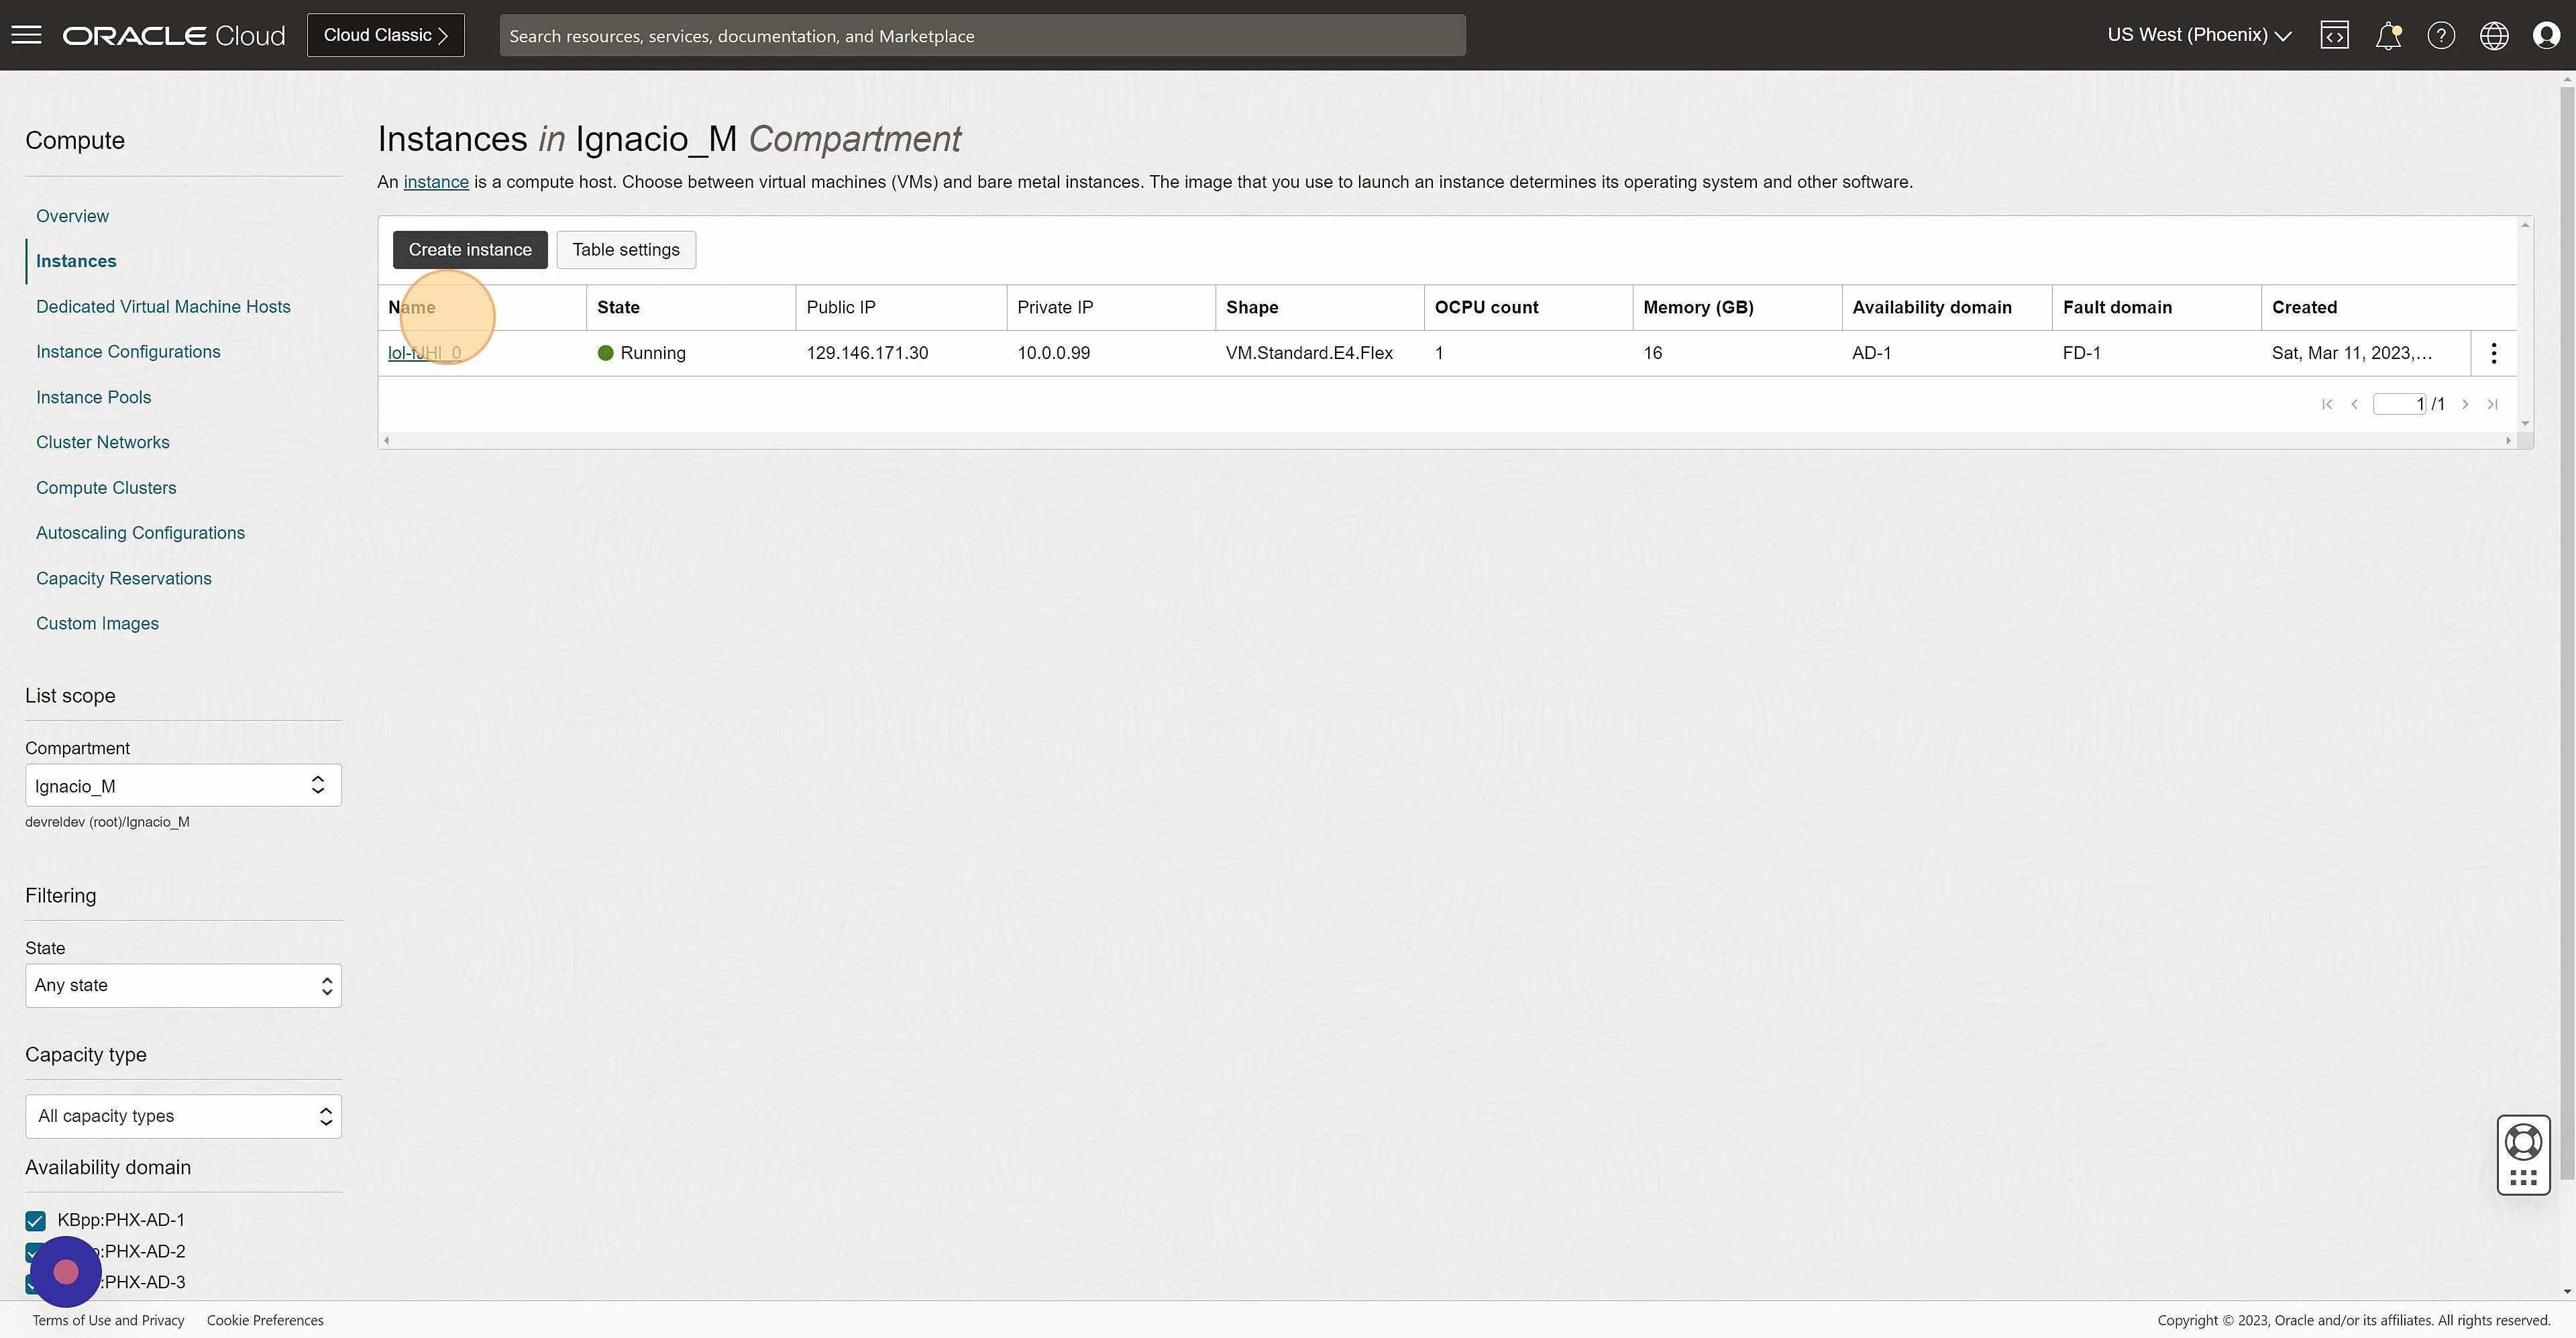 ORACLE Cloud
Cloud Classic
Search resources, services, documentation, and Marketplace
US West (Phoenix)
Compute
Overview
Instances
Dedicated Virtual Machine Hosts
Instance Configurations
Instance Pools
Cluster Networks
Compute Clusters
Autoscaling Configurations
Capacity Reservations
Custom Images
List scope
Compartment
Ignacio_M
devreldev (root)/Ignacio_M
Filtering
State
Any state
Capacity type
All capacity types
Availability domain
KBpp:PHX-AD-1
:PHX-AD-2
:PHX-AD-3
Instances in Ignacio_M Compartment
An instance is a compute host. Choose between virtual machines (VMs) and bare metal instances. The image that you use to launch an instance determines its operating system and other software.
Create instance Table settings
Name State Public IP Private IP Shape OCPU count Memory (GB) Availability domain Fault domain Created
Running 129.146.171.30 10.0.0.99 VM.Standard.E4.Flex 1 16 AD-1 FD-1 Sat, Mar 11, 2023,...
1 /1
Terms of Use and Privacy Cookie Preferences
Copyright © 2023, Oracle and/or its affiliates. All rights reserved.